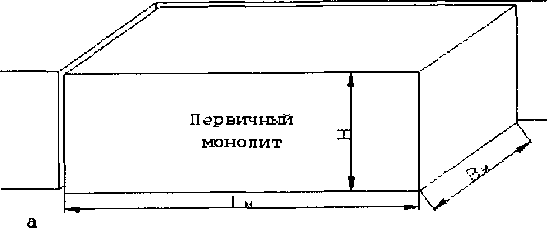 Первичный
монолит
H
Lм
Bм
а